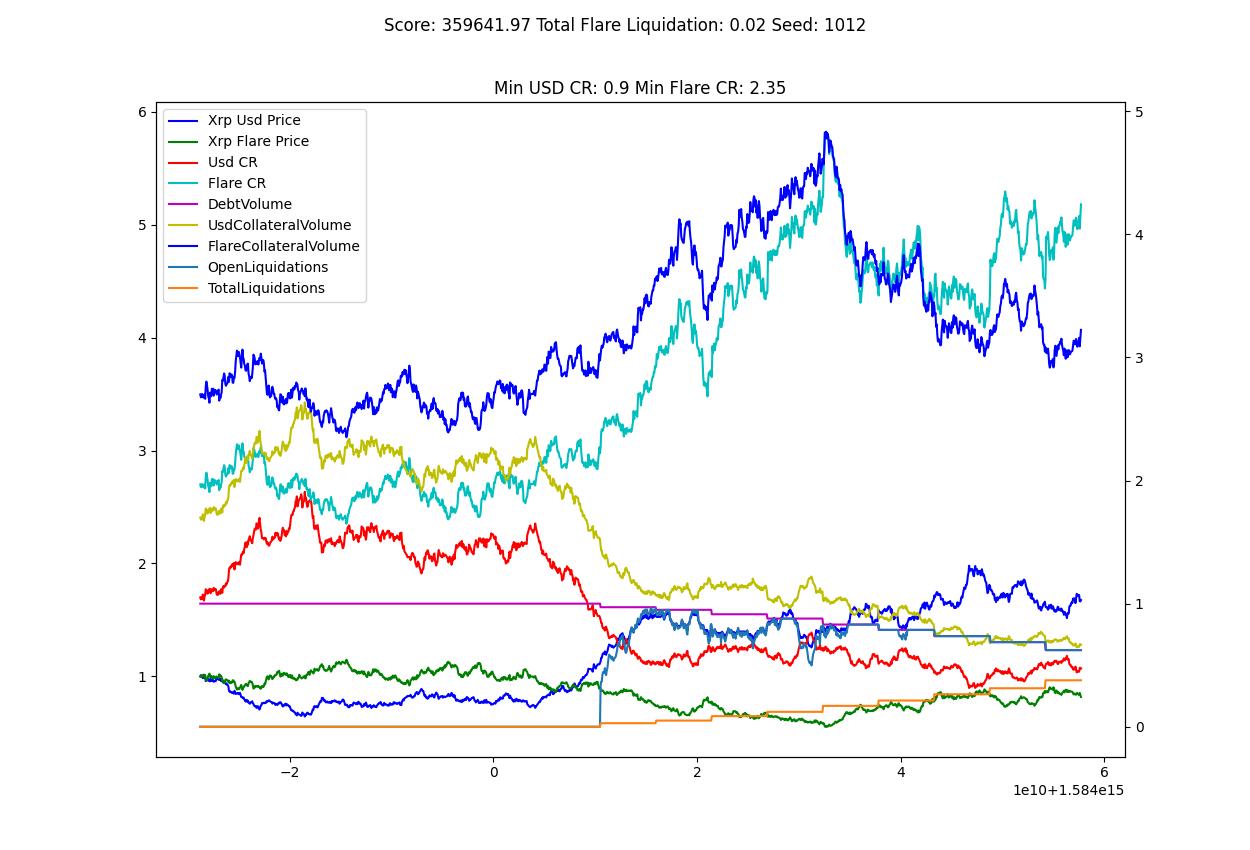 Score: 359641.97 Total Flare Liquidation: 0.02 Seed: 1012
Min USD CR: 0.9 Min Flare CR: 2.35
Xrp Usd Price
Xrp Flare Price
Usd CR
Flare CR
DebtVolume
UsdCollateralVolume
FlareCollateralVolume
OpenLiquidations
TotalLiquidations
6
5
4
3
2
1
5
4
3
2
1
0
−2
0
2
4
6
1e10+1.584e15